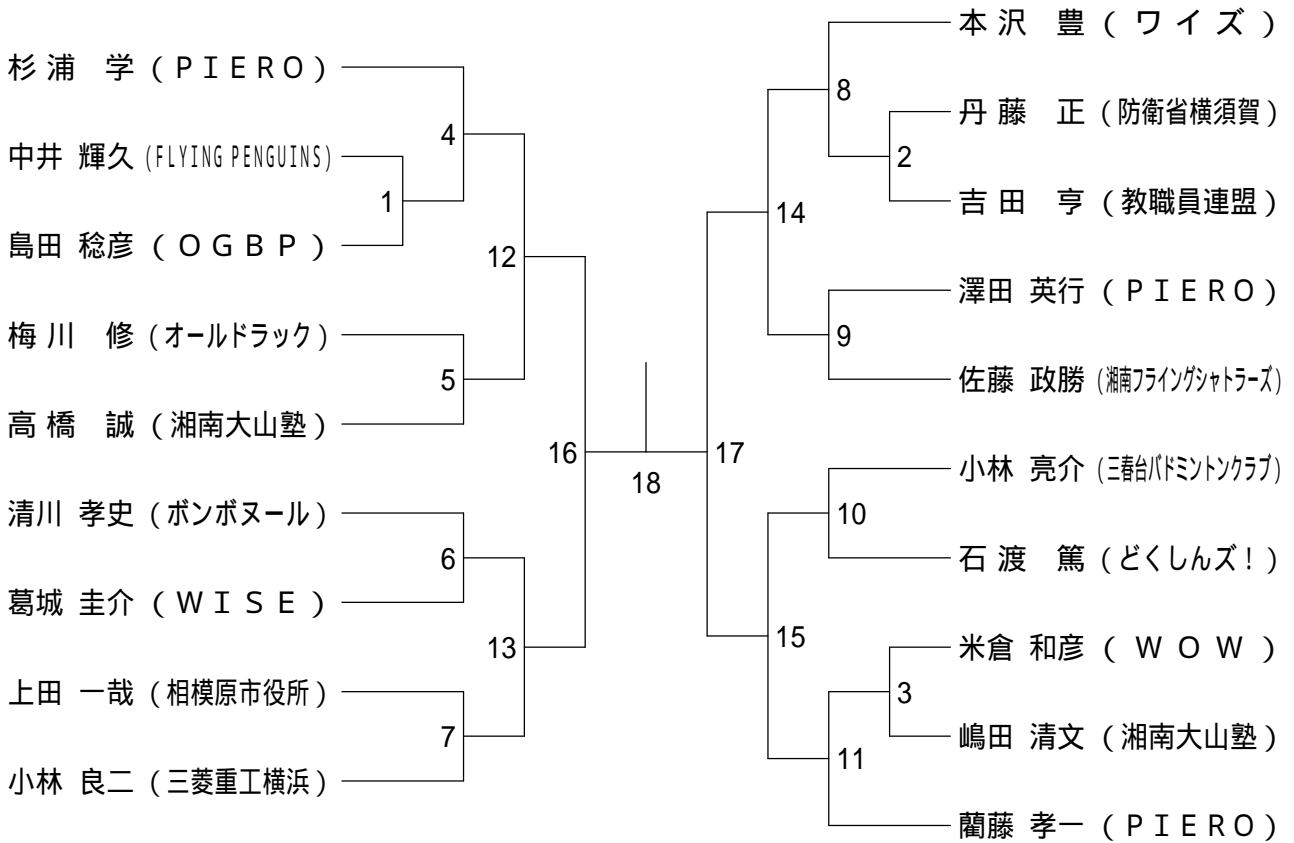 杉浦 学 (PIERO)
中井 輝久 (FLYING PENGUINS)
島田 稔彦 (OGBP)
梅川 修 (オールドラック)
高橋 誠 (湘南大山塾)
清川 孝史 (ボンボヌール)
葛城 圭介 (WISE)
上田 一哉 (相模原市役所)
小林 良二 (三菱重工横浜)
4
1
12
5
16
6
13
7
18
8
2
14
9
17
10
15
3
11
本沢 豊 (ワイズ)
丹藤 正 (防衛省横須賀)
吉田 亨 (教職員連盟)
澤田 英行 (PIERO)
佐藤 政勝 (湘南フライングシャトラーズ)
小林 亮介 (三春台バドミントンクラブ)
石渡 篤 (どくしんズ!)
米倉 和彦 (WOW)
嶋田 清文 (湘南大山塾)
藺藤 孝一 (PIERO)